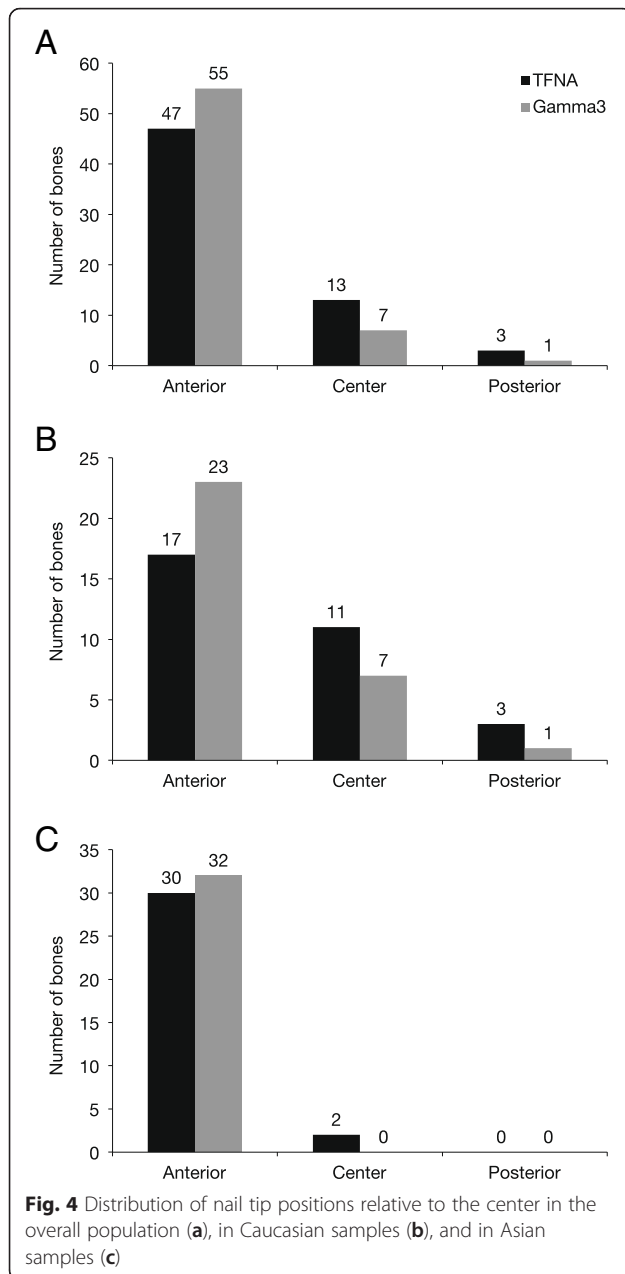 A
TFNA
Gamma3
Number of bones
60
50
40
30
20
10
0
47
55
13
7
3
1
Anterior
Center
Posterior
B
Number of bones
25
20
15
10
5
0
17
23
11
7
3
1
Anterior
Center
Posterior
C
Number of bones
35
30
25
20
15
10
5
0
30
32
2
0
0
0
Anterior
Center
Posterior
Fig. 4 Distribution of nail tip positions relative to the center in the
overall population (a), in Caucasian samples (b), and in Asian
samples (c)